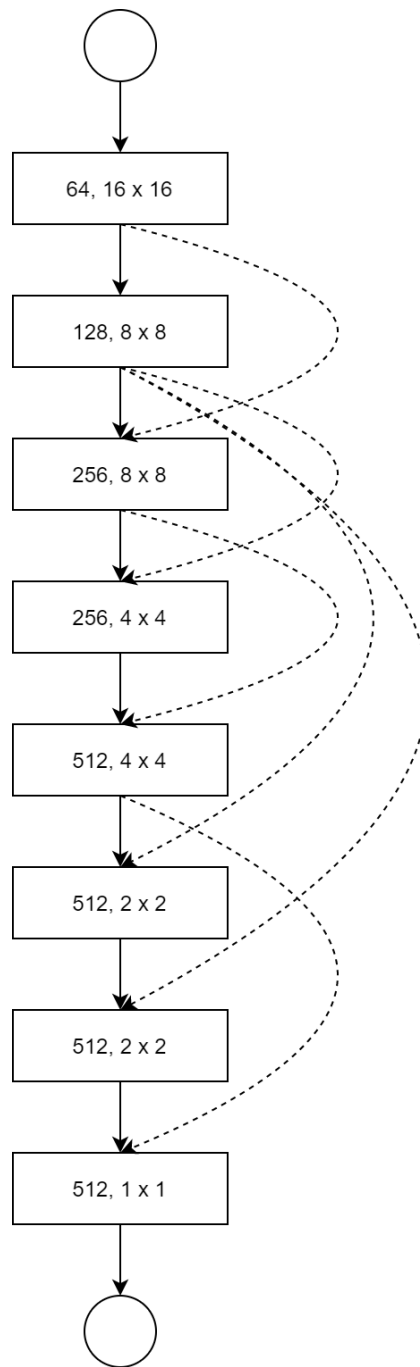 64, 16 x 16
128, 8 x 8
256, 8 x 8
256, 4 x 4
512, 4 x 4
512, 2 x 2
512, 2 x 2
512, 1 x 1